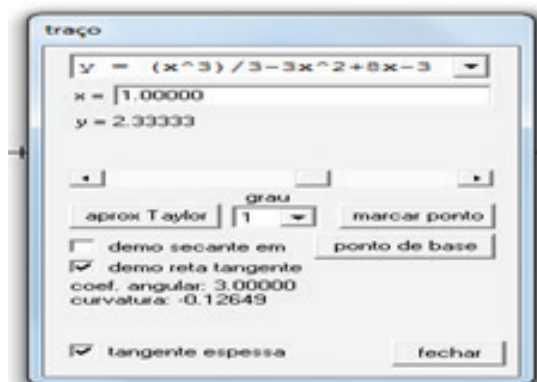 traço
y = (x^3)/3-3x^2+8x-3
x = 1.00000
y = 2.33333
grau
aprox Taylor 1 marcar ponto
demo secante em ponto de base
demo reta tangente
coef. angular: 3.00000
curvatura: -0.12649
tangente espessa fechar